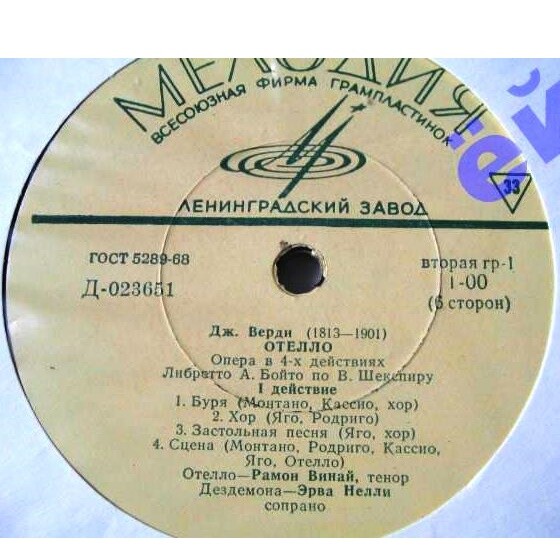 МЕЛОДИЯ
ВСЕСОЮЗНАЯ ФИРМА ГРАМПЛАСТИНОК
33
ЛЕНИНГРАДСКИЙ ЗАВОД
ГОСТ 5289-68
Д-023651
вторая гр-1
1-00
(6 сторон)
Дж. Верди (1813—1901)
ОТЕЛЛО
Опера в 4-х действиях
Либретто А. Бойто по В. Шекспиру
I действие
1. Буря (Монтано, Кассио, хор)
2. Хор (Яго, Родриго)
3. Застольная песня (Яго, хор)
4. Сцена (Монтано, Родриго, Кассио,
Яго, Отелло)
Отелло—Рамон Винай, тенор
Дездемона—Эрва Нелли
сопрано